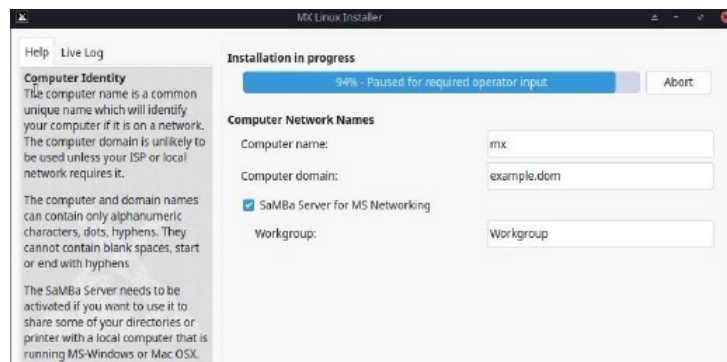 MX Linux Installer
Help
Live Log
Computer Identity
The computer name is a common
unique name which will identify
your computer if it is on a network.
The computer domain is unlikely to
be used unless your ISP or local
network requires it.
The computer and domain names
can contain only alphanumeric
characters, dots, hyphens. They
cannot contain blank spaces, start
or end with hyphens
The SaMBa Server needs to be
activated if you want to use it to
share some of your directories or
printer with a local computer that is
running MS-Windows or Mac OSX.
Installation in progress
94% - Paused for required operator input
Abort
Computer Network Names
Computer name:
mx
Computer domain:
example.dom
SaMBa Server for MS Networking
Workgroup:
Workgroup